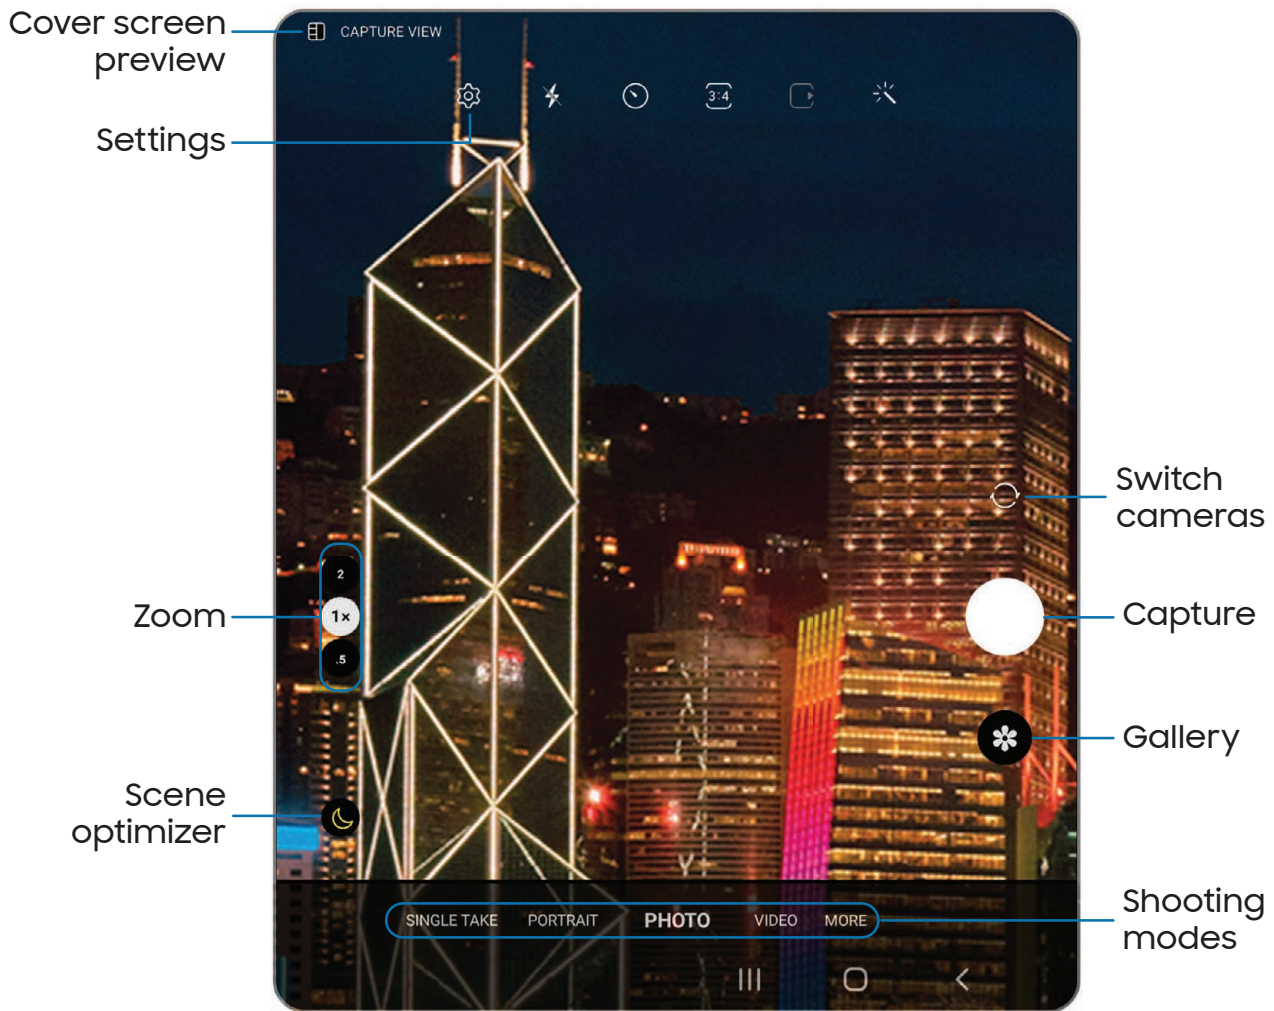 Cover screen
preview
CAPTURE VIEW
3:4
Settings
Switch
cameras
2
1×
.5
Zoom
Capture
Gallery
Scene
optimizer
SINGLE TAKE PORTRAIT PHOTO VIDEO MORE
Shooting
modes